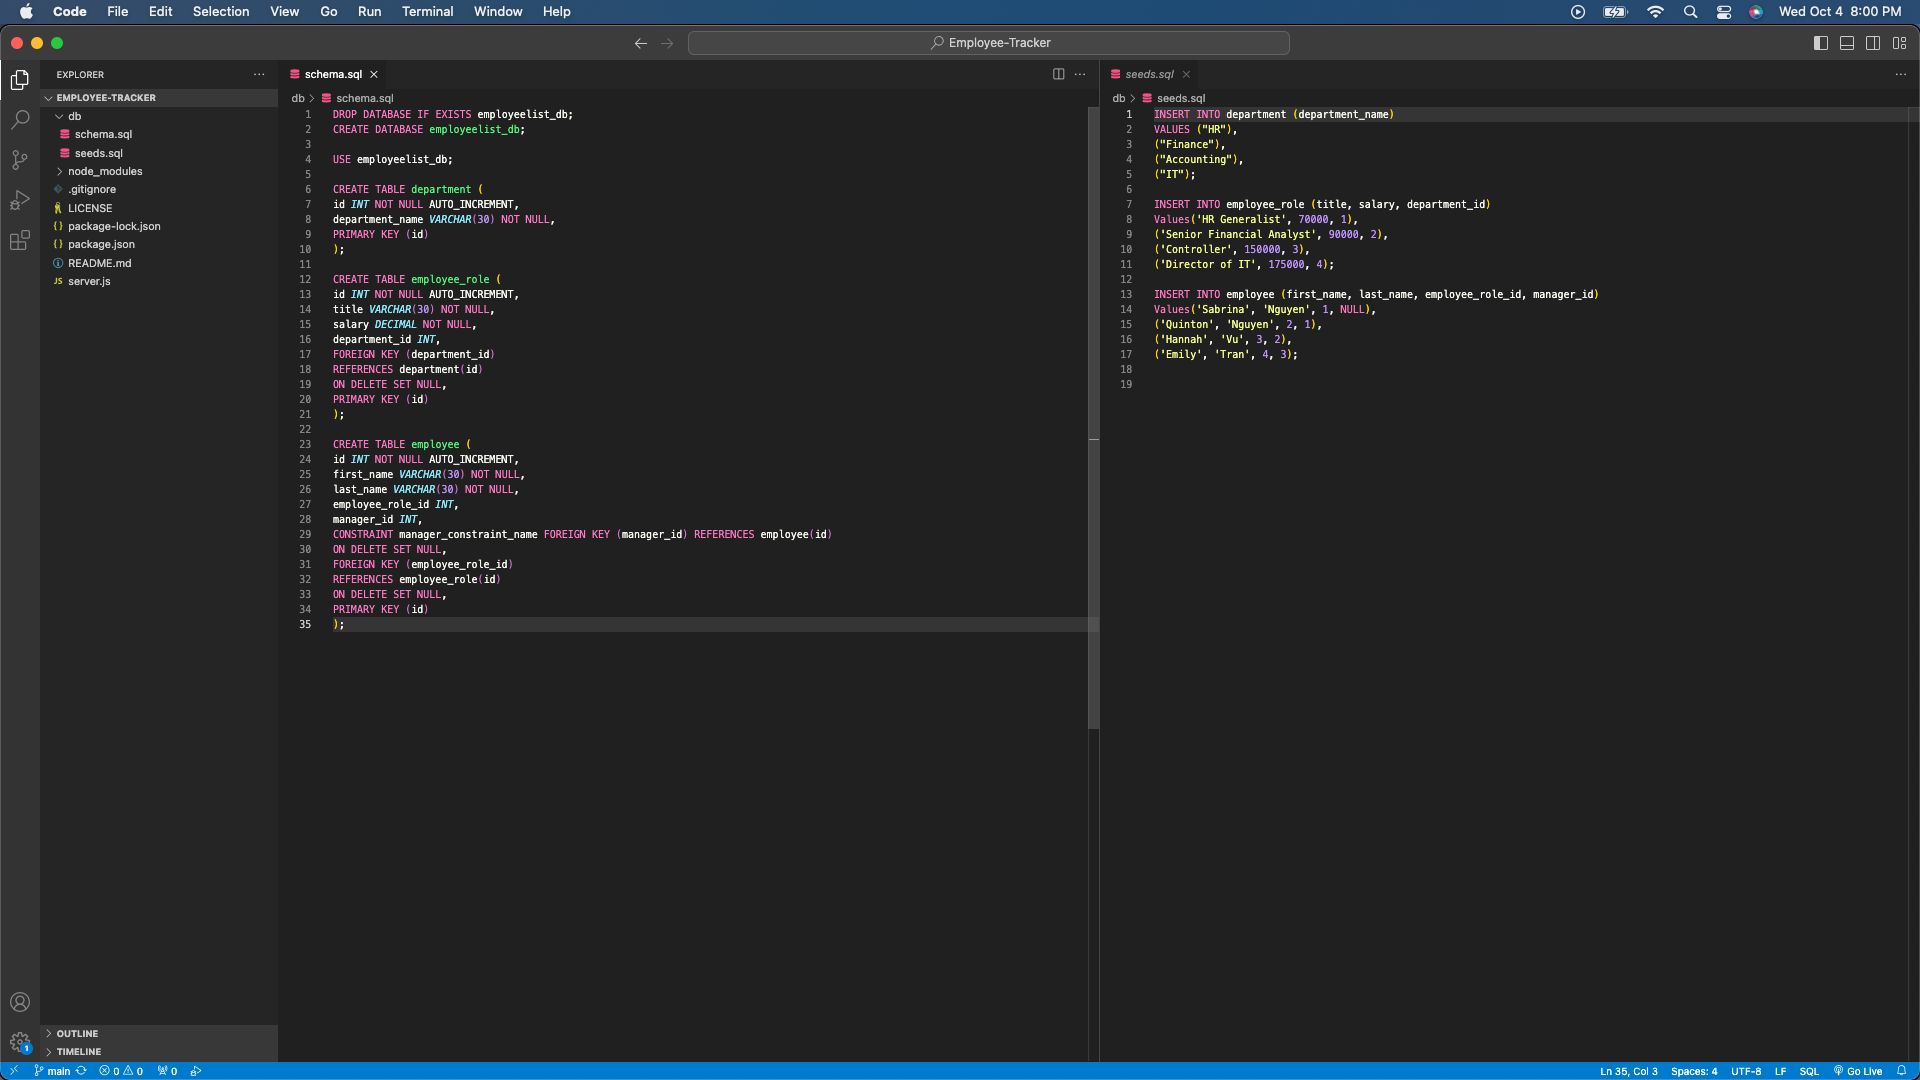 Code File Edit Selection View Go Run Terminal Window Help Wed Oct 4 8:00 PM
Employee-Tracker
EXPLORER
EMPLOYEE-TRACKER
db
schema.sql
seeds.sql
node_modules
.gitignore
LICENSE
{} package-lock.json
{} package.json
README.md
JS server.js
OUTLINE
TIMELINE
schema.sql
db > schema.sql
1 DROP DATABASE IF EXISTS employeelist_db;
2 CREATE DATABASE employeelist_db;
3
4 USE employeelist_db;
5
6 CREATE TABLE department (
7 id INT NOT NULL AUTO_INCREMENT,
8 department_name VARCHAR(30) NOT NULL,
9 PRIMARY KEY (id)
10 );
11
12 CREATE TABLE employee_role (
13 id INT NOT NULL AUTO_INCREMENT,
14 title VARCHAR(30) NOT NULL,
15 salary DECIMAL NOT NULL,
16 department_id INT,
17 FOREIGN KEY (department_id)
18 REFERENCES department(id)
19 ON DELETE SET NULL,
20 PRIMARY KEY (id)
21 );
22
23 CREATE TABLE employee (
24 id INT NOT NULL AUTO_INCREMENT,
25 first_name VARCHAR(30) NOT NULL,
26 last_name VARCHAR(30) NOT NULL,
27 employee_role_id INT,
28 manager_id INT,
29 CONSTRAINT manager_constraint_name FOREIGN KEY (manager_id) REFERENCES employee(id)
30 ON DELETE SET NULL,
31 FOREIGN KEY (employee_role_id)
32 REFERENCES employee_role(id)
33 ON DELETE SET NULL,
34 PRIMARY KEY (id)
35 );
seeds.sql
db > seeds.sql
1 INSERT INTO department (department_name)
2 VALUES ("HR"),
3 ("Finance"),
4 ("Accounting"),
5 ("IT");
6
7 INSERT INTO employee_role (title, salary, department_id)
8 Values('HR Generalist', 70000, 1),
9 ('Senior Financial Analyst', 90000, 2),
10 ('Controller', 150000, 3),
11 ('Director of IT', 175000, 4);
12
13 INSERT INTO employee (first_name, last_name, employee_role_id, manager_id)
14 Values('Sabrina', 'Nguyen', 1, NULL),
15 ('Quinton', 'Nguyen', 2, 1),
16 ('Hannah', 'Vu', 3, 2),
17 ('Emily', 'Tran', 4, 3);
18
19
1
main 0 0 0 Ln 35, Col 3 Spaces: 4 UTF-8 LF SQL Go Live